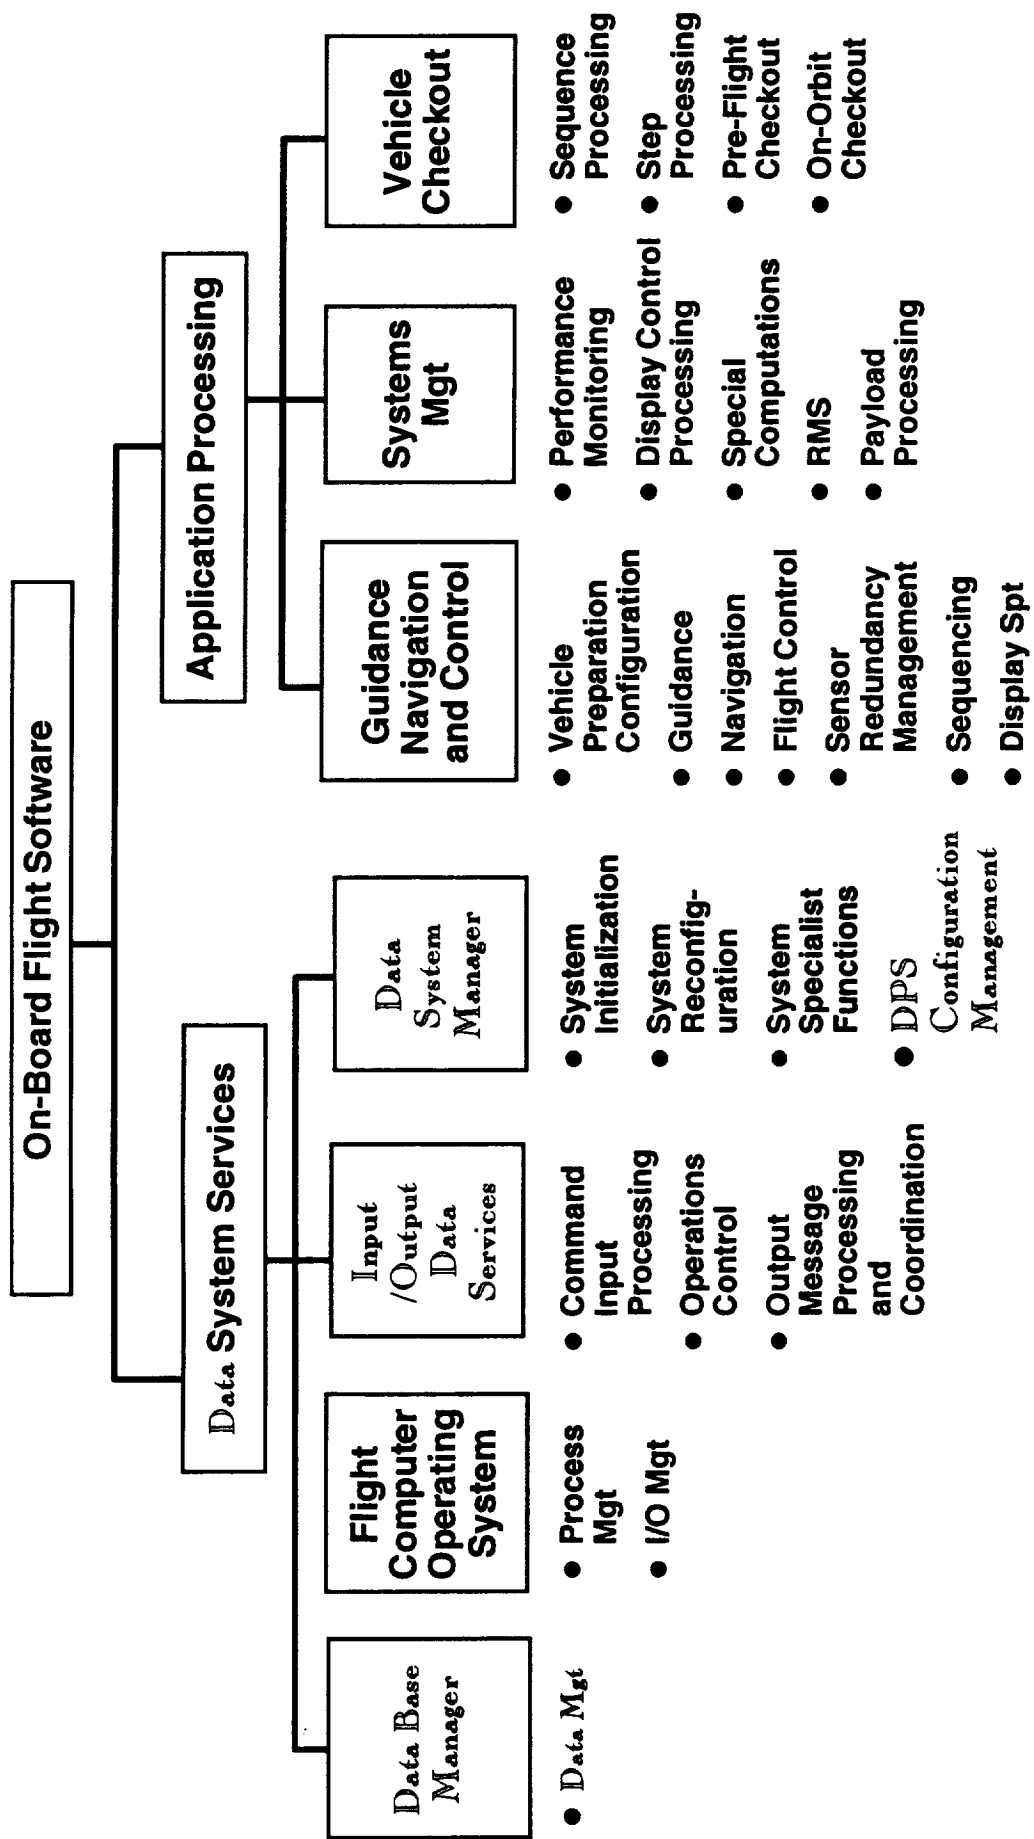 On-Board Flight Software
Data System Services
Application Processing
Data Base
Manager
Flight
Computer
Operating
System
Input
/Output
Data
Services
Data
System
Manager
Guidance
Navigation
and Control
Systems
Mgt
Vehicle
Checkout
● Data Mgt
● Process
Mgt
● I/O Mgt
● Command
Input
Processing
● Operations
Control
● Output
Message
Processing
and
Coordination
● System
Initialization
● System
Reconfig-
uration
● System
Specialist
Functions
● DPS
Configuration
Management
● Vehicle
Preparation
Configuration
● Guidance
● Navigation
● Flight Control
● Sensor
Redundancy
Management
● Sequencing
● Display Spt
● Performance
Monitoring
● Display Control
Processing
● Special
Computations
● RMS
● Payload
Processing
● Sequence
Processing
● Step
Processing
● Pre-Flight
Checkout
● On-Orbit
Checkout